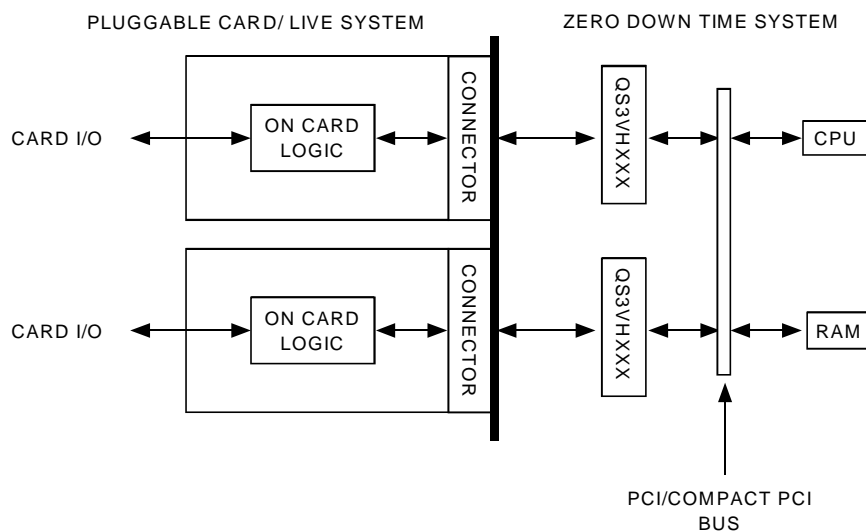 PLUGGABLE CARD/ LIVE SYSTEM
ZERO DOWN TIME SYSTEM
CARD I/O
ON CARD
LOGIC
CONNECTOR
QS3VHXXX
CPU
CARD I/O
ON CARD
LOGIC
CONNECTOR
QS3VHXXX
RAM
PCI/COMPACT PCI
BUS